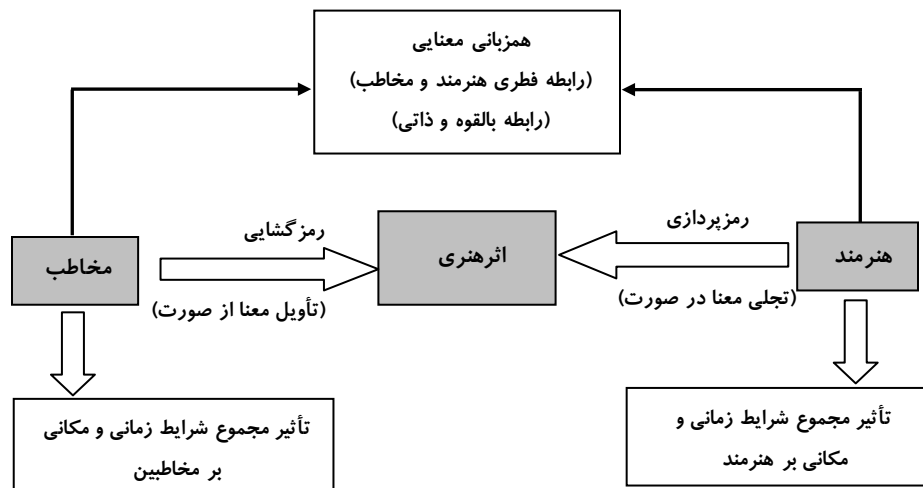 همزبانی معنایی
(رابطه فطری هنرمند و مخاطب)
(رابطه بالقوه و ذاتی)
هنرمند
رمزپردازی
(تجلی معنا در صورت)
اثرهنری
رمزگشایی
(تأویل معنا از صورت)
مخاطب
تأثیر مجموع شرایط زمانی و
مکانی بر هنرمند
تأثیر مجموع شرایط زمانی و مکانی
بر مخاطبین